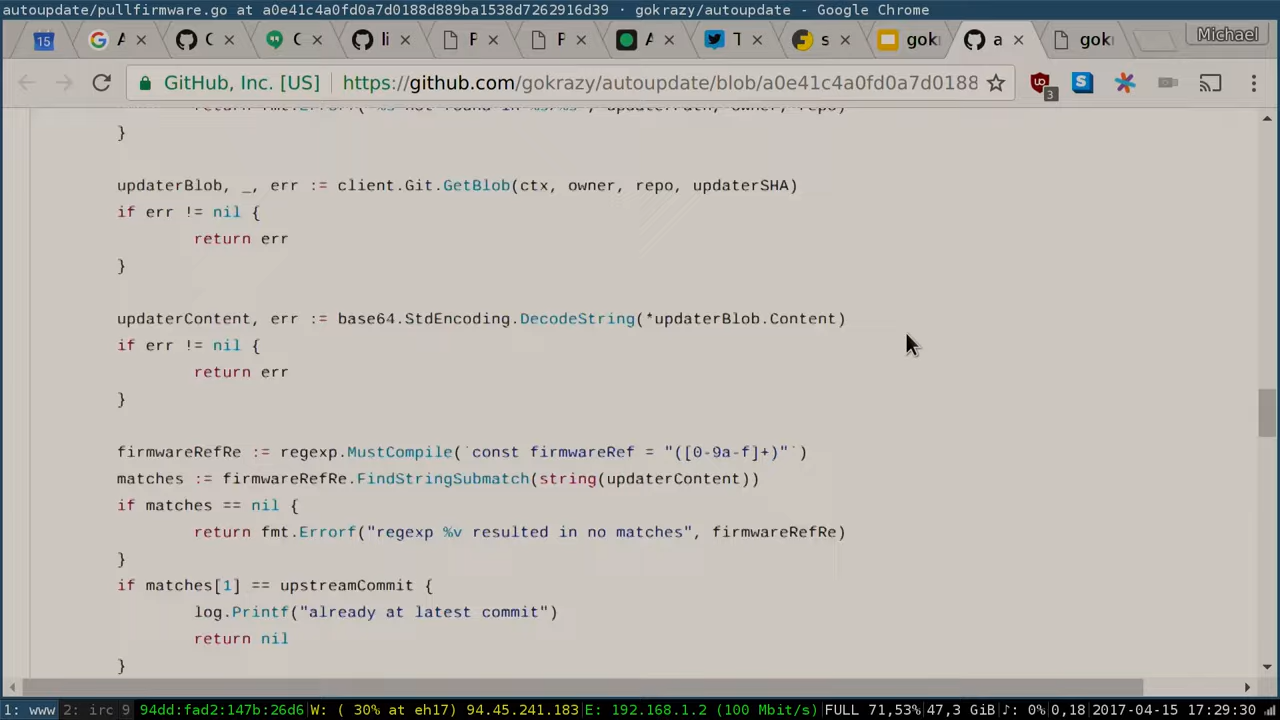 autoupdate/pullfirmware.go at a0e41c4a0fd0a7d0188d889ba1538d7262916d39 · gokrazy/autoupdate - Google Chrome
15 A C C li P P A T s gok a gok Michael
GitHub, Inc. [US] https://github.com/gokrazy/autoupdate/blob/a0e41c4a0fd0a7d0188 3
}
updaterBlob, _, err := client.Git.GetBlob(ctx, owner, repo, updaterSHA)
if err != nil {
return err
}
updaterContent, err := base64.StdEncoding.DecodeString(*updaterBlob.Content)
if err != nil {
return err
}
firmwareRefRe := regexp.MustCompile(`const firmwareRef = "([0-9a-f]+)"`)
matches := firmwareRefRe.FindStringSubmatch(string(updaterContent))
if matches == nil {
return fmt.Errorf("regexp %v resulted in no matches", firmwareRefRe)
}
if matches[1] == upstreamCommit {
log.Printf("already at latest commit")
return nil
}
1: www 2: irc 9 94dd:fad2:147b:26d6 W: ( 30% at eh17) 94.45.241.183 E: 192.168.1.2 (100 Mbit/s) FULL 71,53% 47,3 GiB ♪: 0% 0,18 2017-04-15 17:29:30